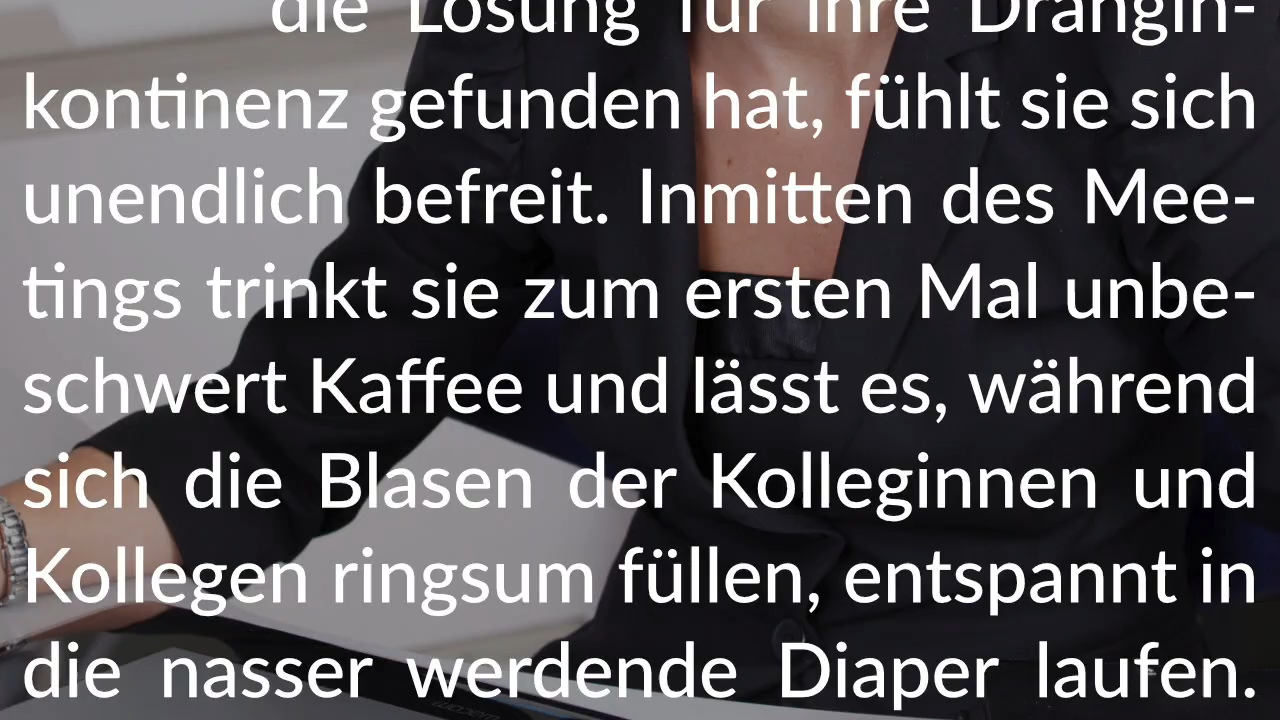 die Lösung für ihre Drangin-
kontinenz gefunden hat, fühlt sie sich
unendlich befreit. Inmitten des Mee-
tings trinkt sie zum ersten Mal unbe-
schwert Kaffee und lässt es, während
sich die Blasen der Kolleginnen und
Kollegen ringsum füllen, entspannt in
die nasser werdende Diaper laufen.
wacom